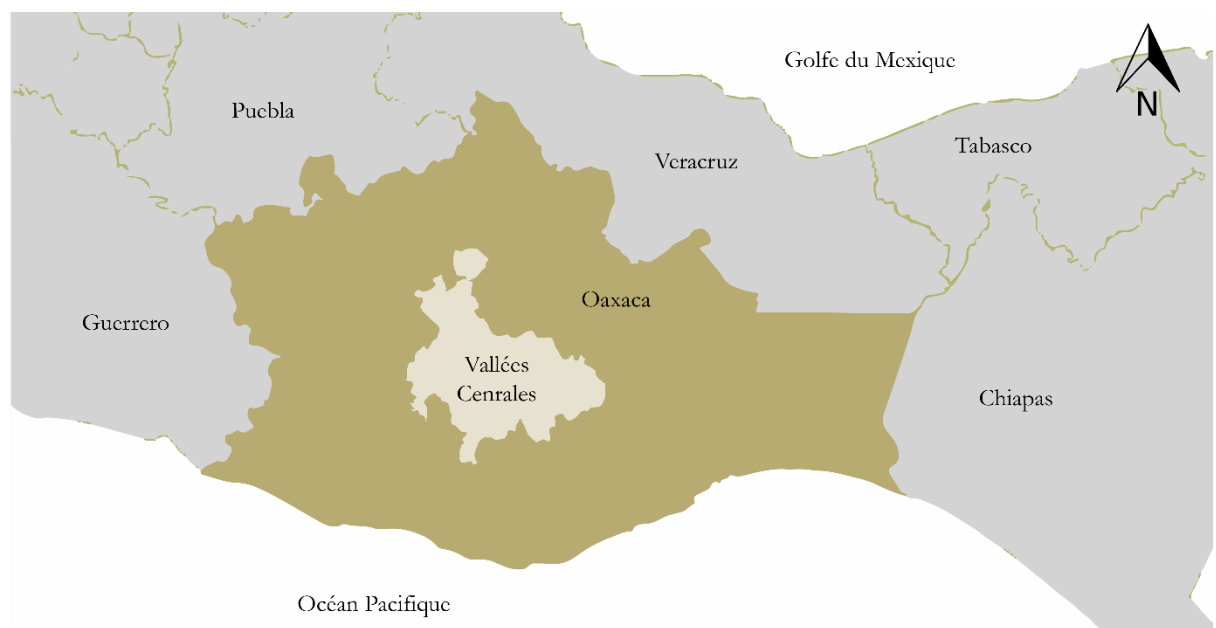 Golfe du Mexique
N
Puebla
Veracruz
Tabasco
Oaxaca
Guerrero
Vallées
Cenrales
Chiapas
Océan Pacifique